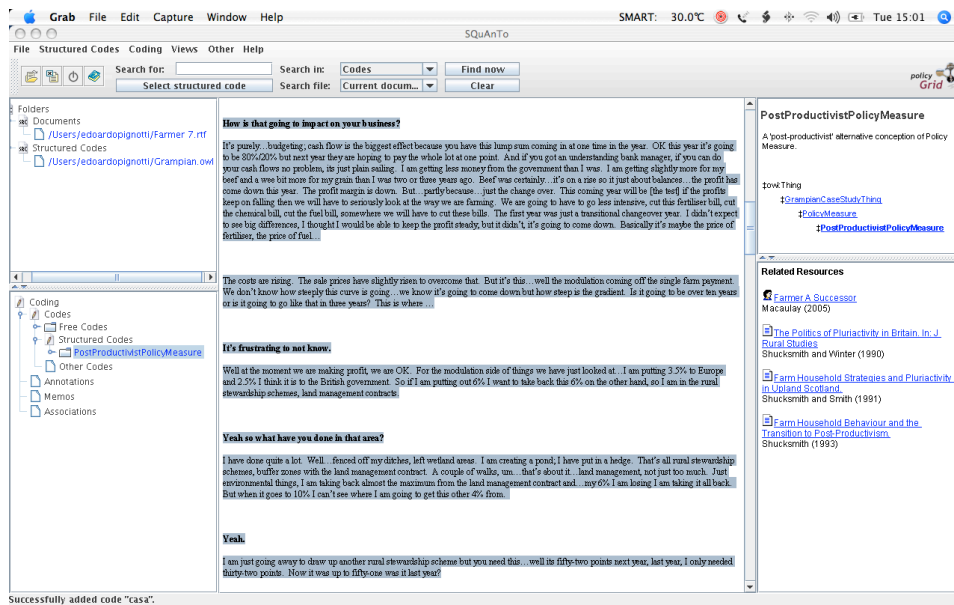 Grab File Edit Capture Window Help SMART: 30.0℃ Tue 15:01
SQuAnTo
File Structured Codes Coding Views Other Help
Search for: Search in: Codes Find now
Select structured code Search file: Current docum... Clear
policy Grid
Folders
Documents
/Users/edoardopignotti/Farmer 7.rtf
Structured Codes
/Users/edoardopignotti/Grampian.owl
Coding
Codes
Free Codes
Structured Codes
PostProductivistPolicyMeasure
Other Codes
Annotations
Memos
Associations
How is that going to impact on your business?
It's purely…budgeting; cash flow is the biggest effect because you have this lump sum coming in at one time in the year. OK this year it's going
to be 80%/20% but next year they are hoping to pay the whole lot at one point. And if you got an understanding bank manager, if you can do
your cash flows no problem, its just plain sailing. I am getting less money from the government than I was. I am getting slightly more for my
beef and a wee bit more for my grain than I was two or three years ago. Beef was certainly…it's on a rise so it just about balances…the profit has
come down this year. The profit margin is down. But…partly because…just the change over. This coming year will be [the test] if the profits
keep on falling then we will have to seriously look at the way we are farming. We are going to have to go less intensive, cut this fertiliser bill, cut
the chemical bill, cut the fuel bill, somewhere we will have to cut these bills. The first year was just a transitional changeover year. I didn't expect
to see big differences, I thought I would be able to keep the profit steady, but it didn't, it's going to come down. Basically it's maybe the price of
fertiliser, the price of fuel…
The costs are rising. The sale prices have slightly risen to overcome that. But it's this…well the modulation coming off the single farm payment.
We don't know how steeply this curve is going…we know it's going to come down but how steep is the gradient. Is it going to be over ten years
or is it going to go like that in three years? This is where …
It's frustrating to not know.
Well at the moment we are making profit, we are OK. For the modulation side of things we have just looked at…I am putting 3.5% to Europe
and 2.5% I think it is to the British government. So if I am putting out 6% I want to take back this 6% on the other hand, so I am in the rural
stewardship schemes, land management contracts.
Yeah so what have you done in that area?
I have done quite a lot. Well…fenced off my ditches, left wetland areas. I am creating a pond; I have put in a hedge. That's all rural stewardship
schemes, buffer zones with the land management contract. A couple of walks, um…that's about it…land management, not just too much. Just
environmental things, I am taking back almost the maximum from the land management contract and…my 6% I am losing I am taking it all back.
But when it goes to 10% I can't see where I am going to get this other 4% from.
Yeah.
I am just going away to draw up another rural stewardship scheme but you need this…well its fifty-two points next year, last year, I only needed
thirty-two points. Now it was up to fifty-one was it last year?
PostProductivistPolicyMeasure
A 'post-productivist' alternative conception of Policy
Measure.
‡owl:Thing
‡GrampianCaseStudyThing
‡PolicyMeasure
‡PostProductivistPolicyMeasure
Related Resources
Farmer A Successor
Macaulay (2005)
The Politics of Pluriactivity in Britain. In: J
Rural Studies
Shucksmith and Winter (1990)
Farm Household Strategies and Pluriactivity
in Upland Scotland.
Shucksmith and Smith (1991)
Farm Household Behaviour and the
Transition to Post-Productivism.
Shucksmith (1993)
Successfully added code "casa".